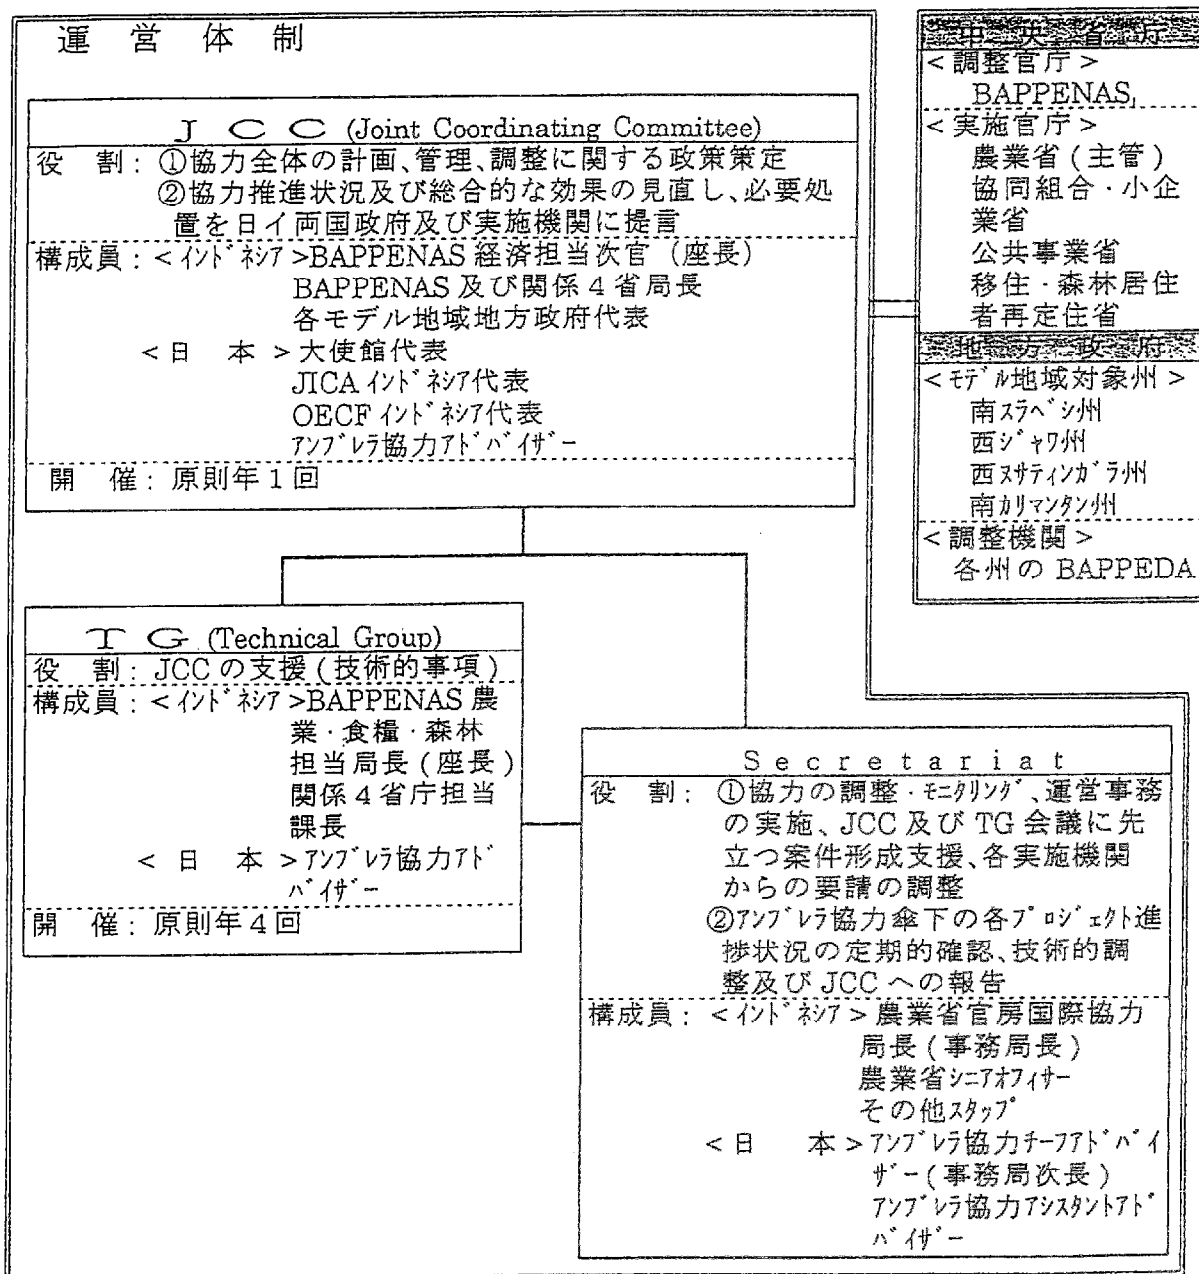 運営体制
JCC (Joint Coordinating Committee)
役 割: ①協力全体の計画、管理、調整に関する政策策定
②協力推進状況及び総合的な効果の見直し、必要処
置を日イ両国政府及び実施機関に提言
構成員: <インドネシア>BAPPENAS 経済担当次官 (座長)
BAPPENAS 及び関係4省局長
各モデル地域地方政府代表
<日 本>大使館代表
JICA インドネシア代表
OECF インドネシア代表
アンブレラ協力アドバイザー
開 催: 原則年1回
TG (Technical Group)
役 割: JCC の支援(技術的事項)
構成員: <インドネシア>BAPPENAS 農
業・食糧・森林
担当局長(座長)
関係4省庁担当
課長
<日 本>アンブレラ協力アド
バイザー
開 催: 原則年4回
Secretariat
役 割: ①協力の調整・モニタリング、運営事務
の実施、JCC 及び TG 会議に先
立つ案件形成支援、各実施機関
からの要請の調整
②アンブレラ協力傘下の各プロジェクト進
捗状況の定期的確認、技術的調
整及び JCC への報告
構成員: <インドネシア>農業省官房国際協力
局長(事務局長)
農業省シニアオフィサー
その他スタッフ゜
<日 本>アンブレラ協力チーフアドバイ
ザー(事務局次長)
アンブレラ協力アシスタントアド
バイザー
中央省庁
<調整官庁>
BAPPENAS
<実施官庁>
農業省(主管)
協同組合・小企
業省
公共事業省
移住・森林居住
者再定住省
地方政府
<モデル地域対象州>
南スラベシ州
西ジャワ州
西ヌサティンガラ州
南カリマンタン州
<調整機関>
各州の BAPPEDA